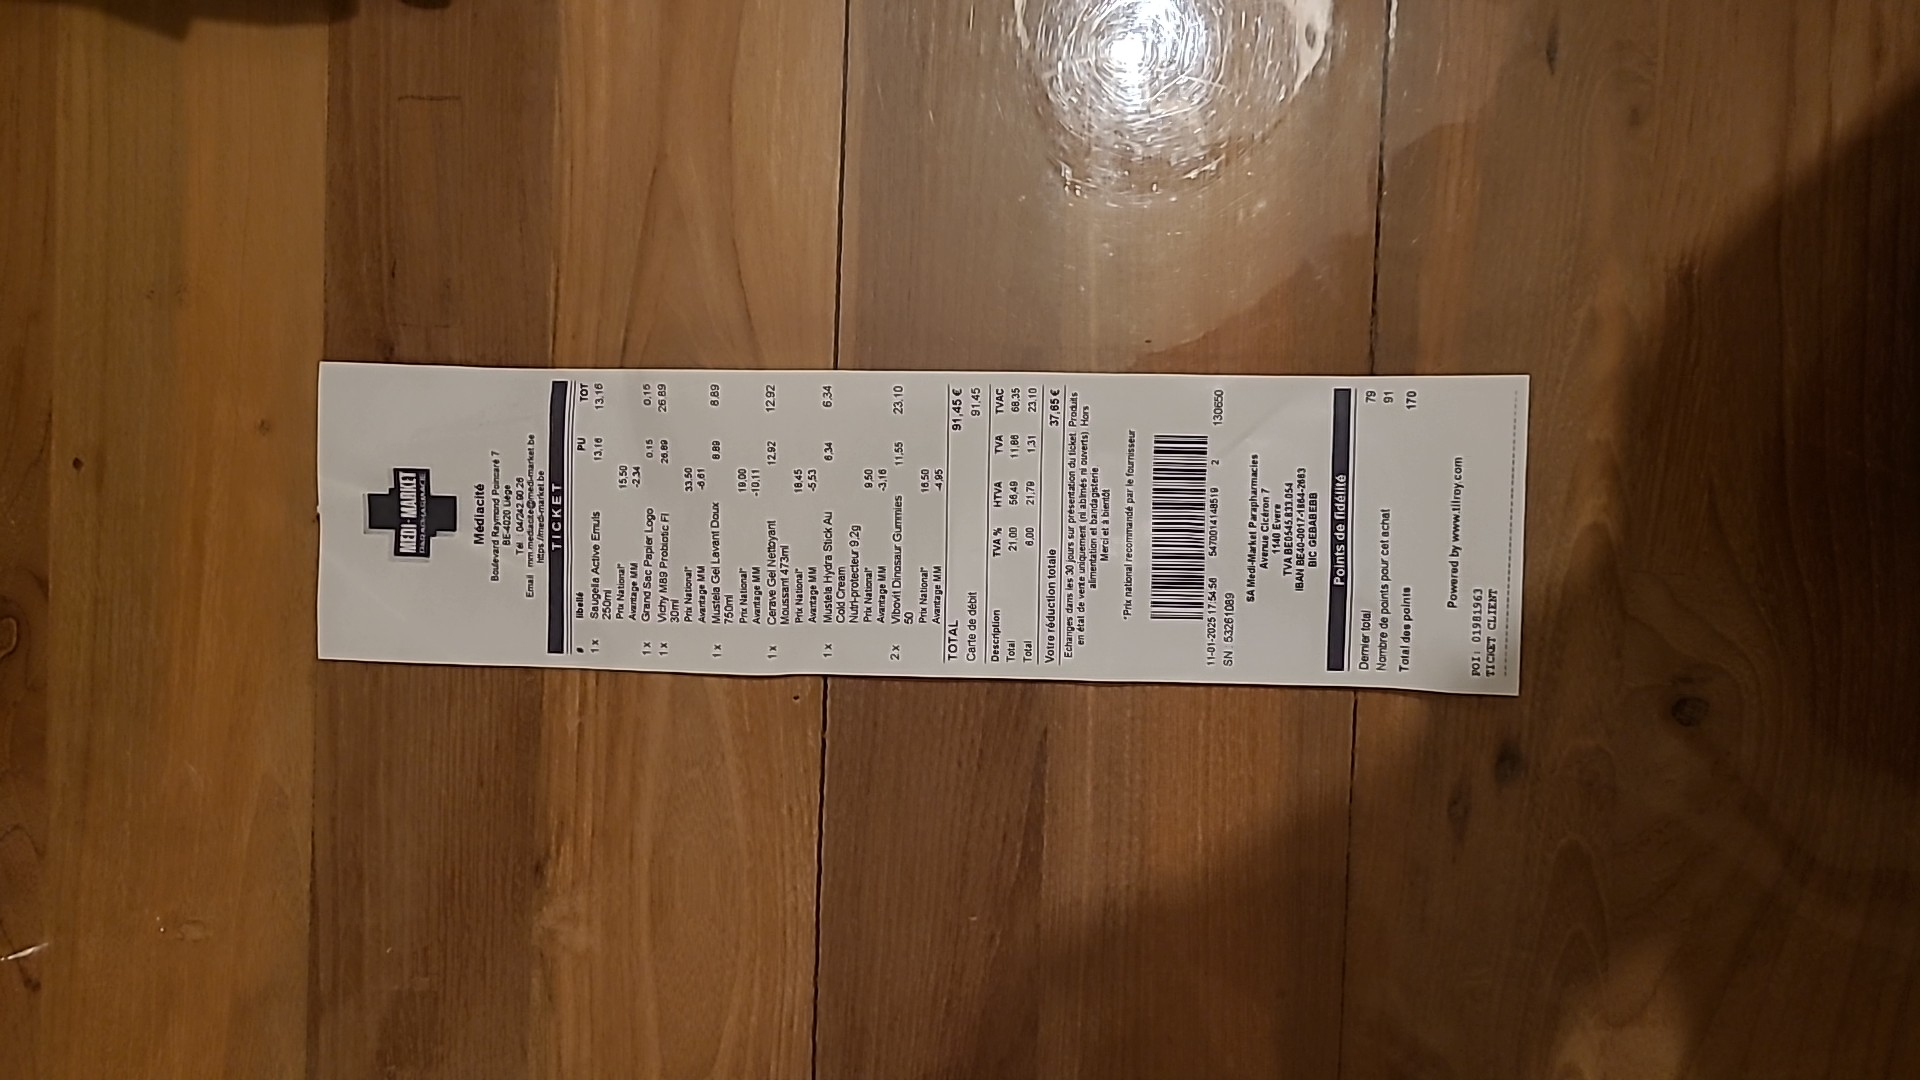 MEDI-MARKET
Médiacité
Boulevard Raymond Poincaré 7
BE-4020 Liège
Tél : 04/242.90.26
Email : mm.mediacite@medi-market.be
https://medi-market.be
TICKET
# libellé PU TOT
1 x Saugella Active Emuls 13,16 13,16
250ml
Prix National* 15,50
Avantage MM -2,34
1 x Grand Sac Papier Logo 0,15 0,15
1 x Vichy M89 Probiotic Fl 26,89 26,89
30ml
Prix National* 33,50
Avantage MM -6,61
1 x Mustela Gel Lavant Doux 8,89 8,89
750ml
Prix National* 19,00
Avantage MM -10,11
1 x Cerave Gel Nettoyant 12,92 12,92
Moussant 473ml
Prix National* 18,45
Avantage MM -5,53
1 x Mustela Hydra Stick Au 6,34 6,34
Cold Cream
Nutri-protecteur 9,2g
Prix National* 9,50
Avantage MM -3,16
2 x Vibovit Dinosaur Gummies 11,55 23,10
50
Prix National* 16,50
Avantage MM -4,95
TOTAL 91,45 €
Carte de débit 91,45
Description TVA % HTVA TVA TVAC
Total 21,00 56,49 11,86 68,35
Total 6,00 21,79 1,31 23,10
Votre réduction totale 37,65 €
Echanges dans les 30 jours sur présentation du ticket. Produits
en état de vente uniquement (ni abîmés ni ouverts). Hors
alimentation et bandagisterie.
Merci et à bientôt
*Prix national recommandé par le fournisseur
11-01-2025 17:54:56 5470014148519 2 130650
SN : 53261089
SA Medi-Market Parapharmacies
Avenue Cicéron 7
1140 Evere
TVA BE0545.833.054
IBAN BE40-0017-1864-2663
BIC GEBABEBB
Points de fidélité
Dernier total 79
Nombre de points pour cet achat 91
Total des points 170
Powered by www.tilroy.com
POI: 01981963
TICKET CLIENT